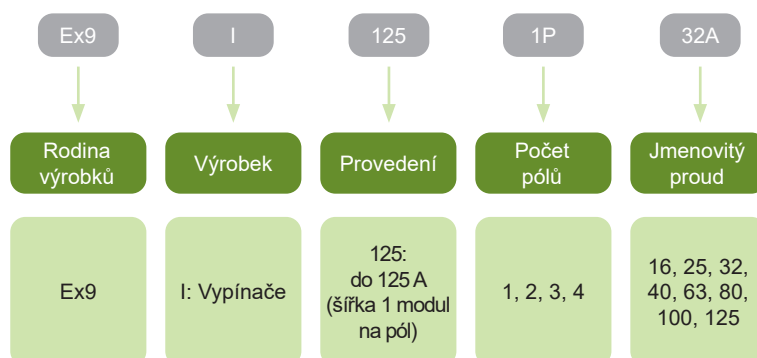 Ex9
I
125
1P
32A
Rodina
výrobků
Výrobek
Provedení
Počet
pólů
Jmenovitý
proud
Ex9
I: Vypínače
125:
do 125 A
(šířka 1 modul
na pól)
1, 2, 3, 4
16, 25, 32,
40, 63, 80,
100, 125